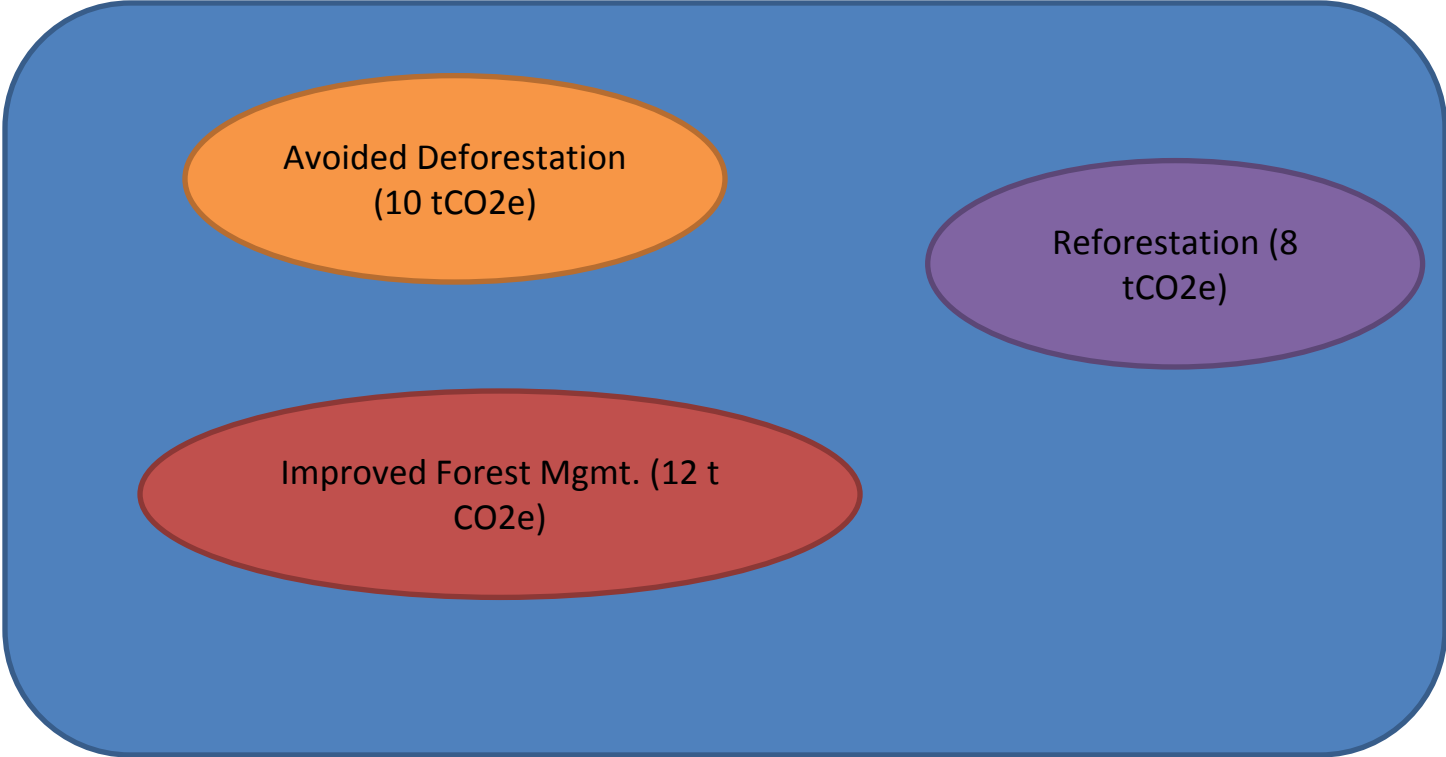 Avoided Deforestation
(10 tCO2e)
Reforestation (8
tCO2e)
Improved Forest Mgmt. (12 t
CO2e)